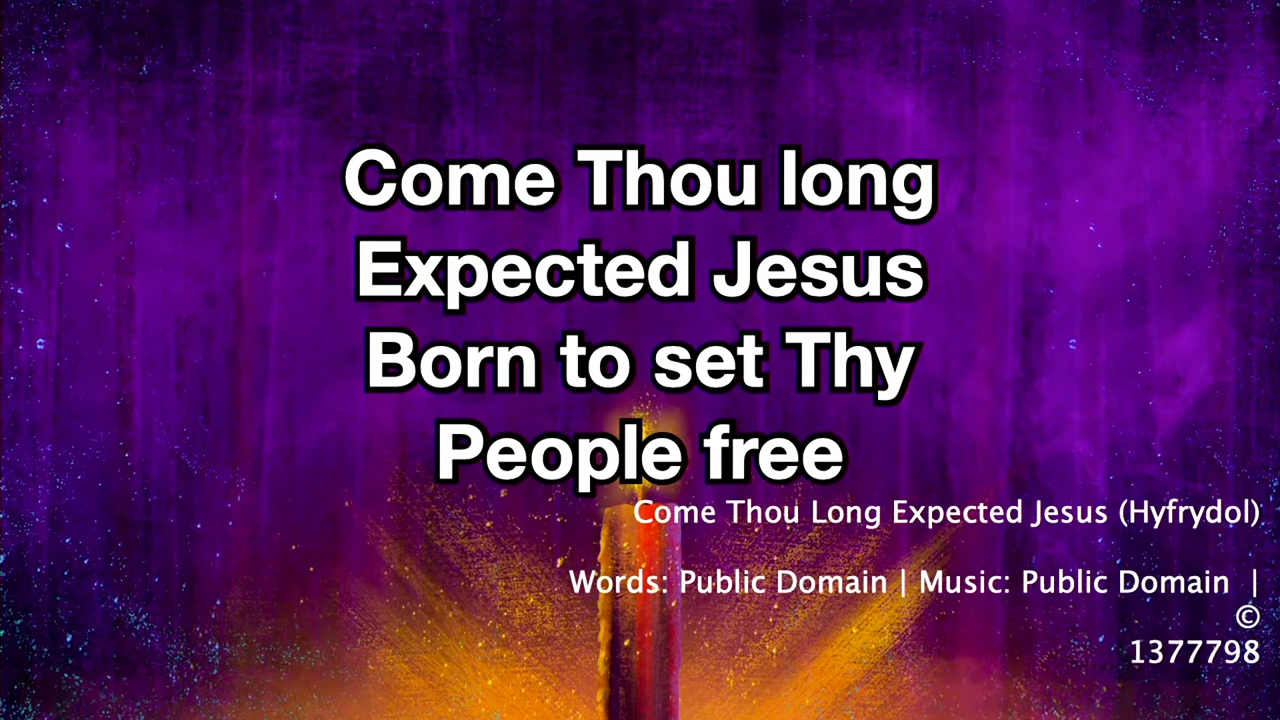 Come Thou long
Expected Jesus
Born to set Thy
People free
Come Thou Long Expected Jesus (Hyfrydol)
Words: Public Domain | Music: Public Domain |
©
1377798